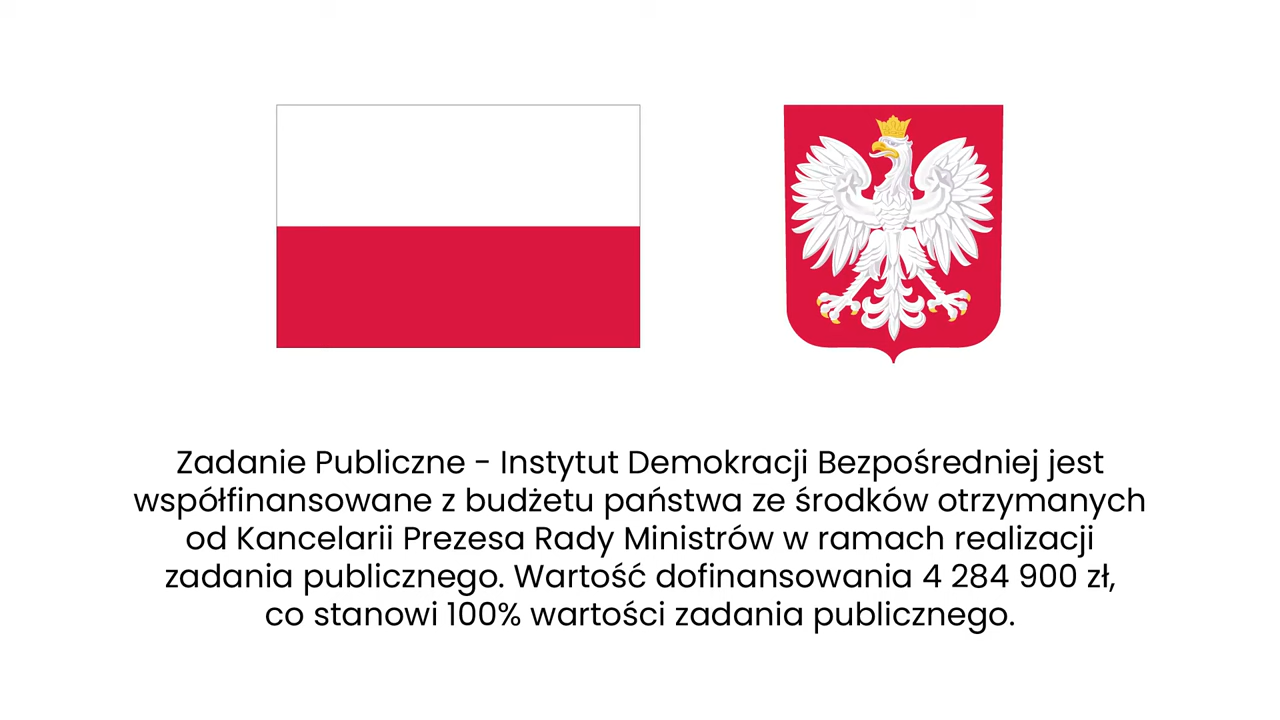 Zadanie Publiczne - Instytut Demokracji Bezpośredniej jest
współfinansowane z budżetu państwa ze środków otrzymanych
od Kancelarii Prezesa Rady Ministrów w ramach realizacji
zadania publicznego. Wartość dofinansowania 4 284 900 zł,
co stanowi 100% wartości zadania publicznego.